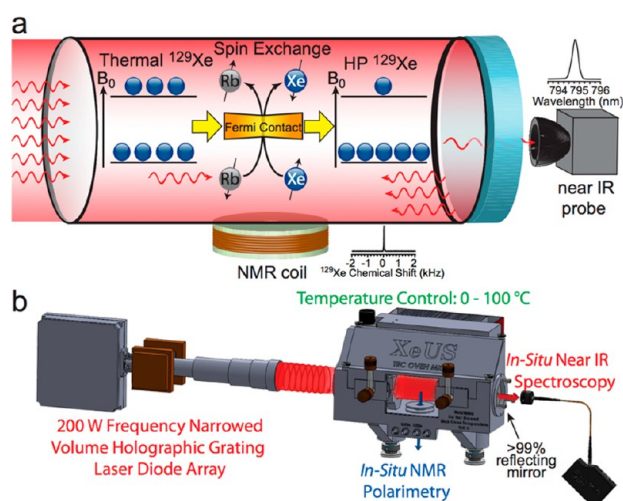 a
Thermal ¹²⁹Xe
Spin Exchange
HP ¹²⁹Xe
B₀
Rb
Xe
B₀
Fermi Contact
Rb
Xe
794 795 796
Wavelength (nm)
near IR
probe
NMR coil
-2 -1 0 1 2
¹²⁹Xe Chemical Shift (kHz)
b
Temperature Control: 0 - 100 °C
XeUS
In-Situ Near IR
Spectroscopy
200 W Frequency Narrowed
Volume Holographic Grating
Laser Diode Array
>99%
reflecting
mirror
In-Situ NMR
Polarimetry